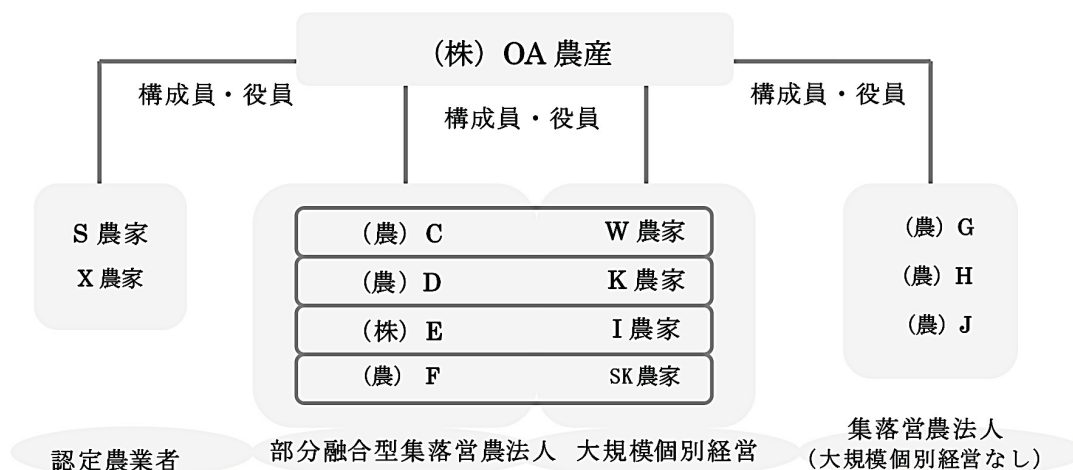 (株) OA 農産
構成員・役員
構成員・役員
構成員・役員
S 農家
X 農家
(農) C W 農家
(農) D K 農家
(株) E I 農家
(農) F SK 農家
(農) G
(農) H
(農) J
認定農業者
部分融合型集落営農法人
大規模個別経営
集落営農法人
(大規模個別経営なし)